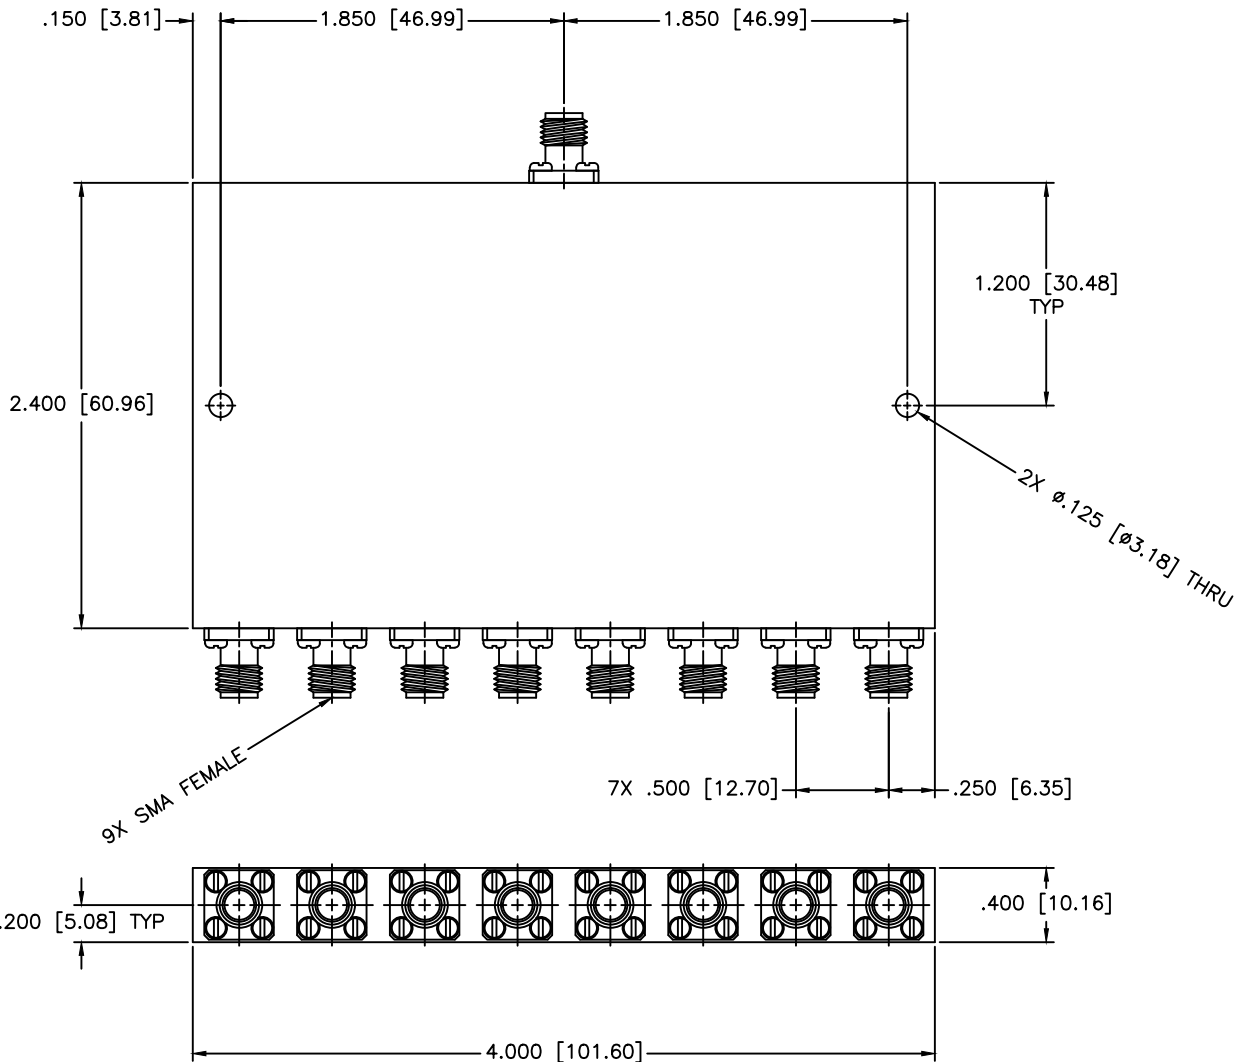 .150 [3.81]
1.850 [46.99]
1.850 [46.99]
1.200 [30.48]
TYP
2.400 [60.96]
2X ø.125 [ø3.18] THRU
9X SMA FEMALE
7X .500 [12.70]
.250 [6.35]
.200 [5.08] TYP
.400 [10.16]
4.000 [101.60]